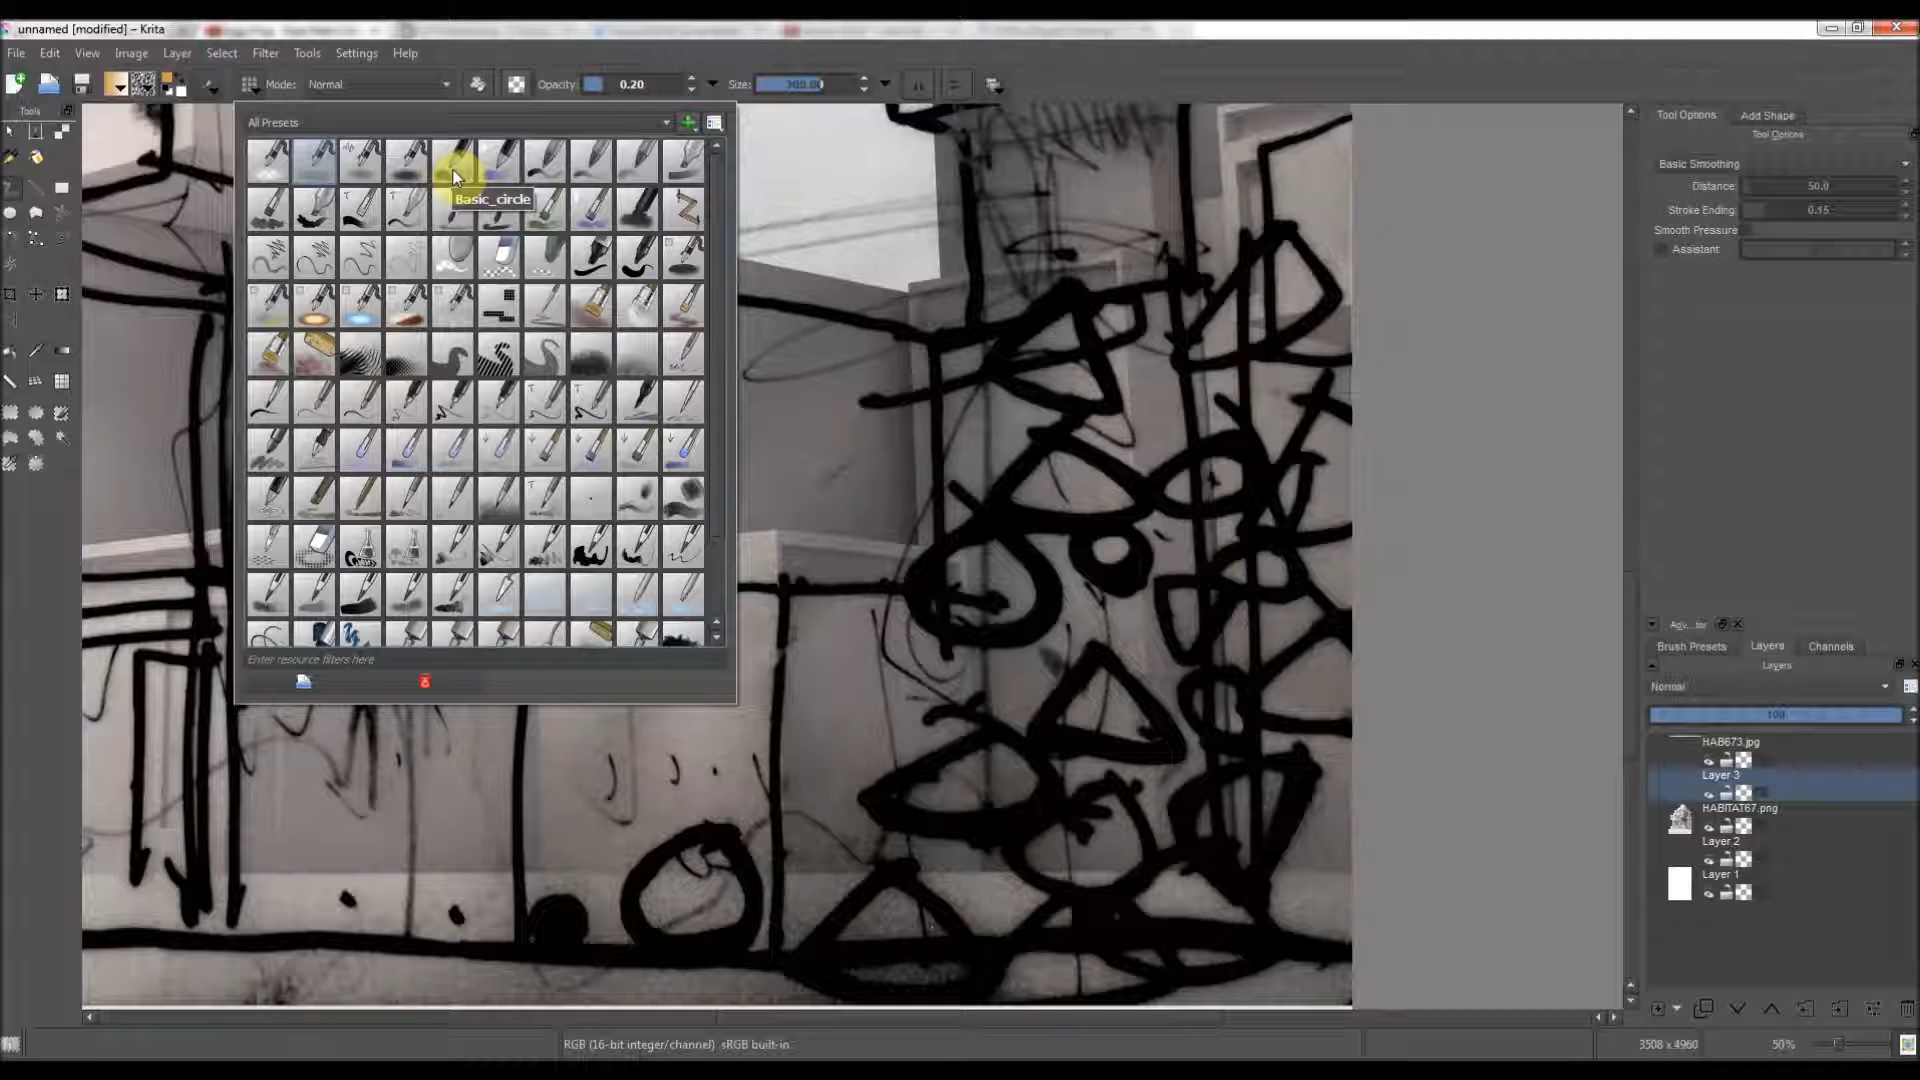 unnamed [modified] – Krita
File Edit View Image Layer Select Filter Tools Settings Help
Mode: Normal Opacity: 0.20 Size: 300.00
Tools
All Presets
Basic_circle
Enter resource filters here
Tool Options Add Shape
Tool Options
Basic Smoothing
Distance: 50.0
Stroke Ending: 0.15
Smooth Pressure
Assistant:
Brush Presets Layers Channels
Layers
Normal
100
HAB673.jpg
Layer 3
HABITAT67.png
Layer 2
Layer 1
RGB (16-bit integer/channel) sRGB built-in
3508 x 4960 50%